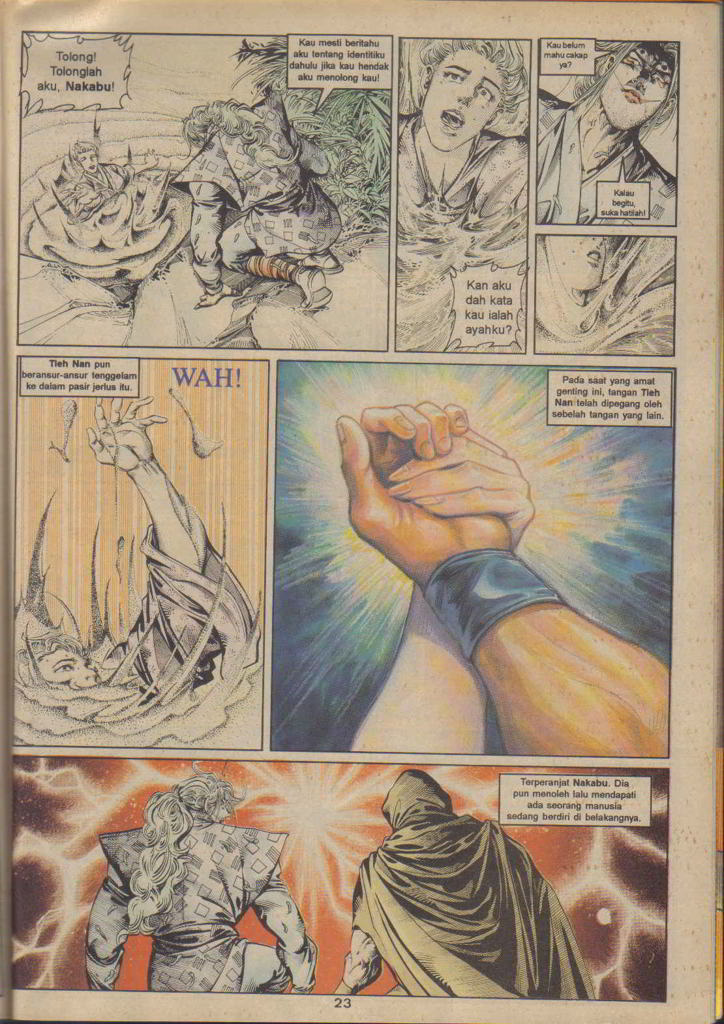 Tolong!
Tolonglah
aku, Nakabu!
Kau mesti beritahu
aku tentang identitiku
dahulu jika kau hendak
aku menolong kau!
Kan aku
dah kata
kau ialah
ayahku?
Kau belum
mahu cakap
ya?
Kalau
begitu,
suka hatilah!
Tieh Nan pun
beransur-ansur tenggelam
ke dalam pasir jerlus itu.
WAH!
Pada saat yang amat
genting ini, tangan Tieh
Nan telah dipegang oleh
sebelah tangan yang lain.
Terperanjat Nakabu. Dia
pun menoleh lalu mendapati
ada seorang manusia
sedang berdiri di belakangnya.
23